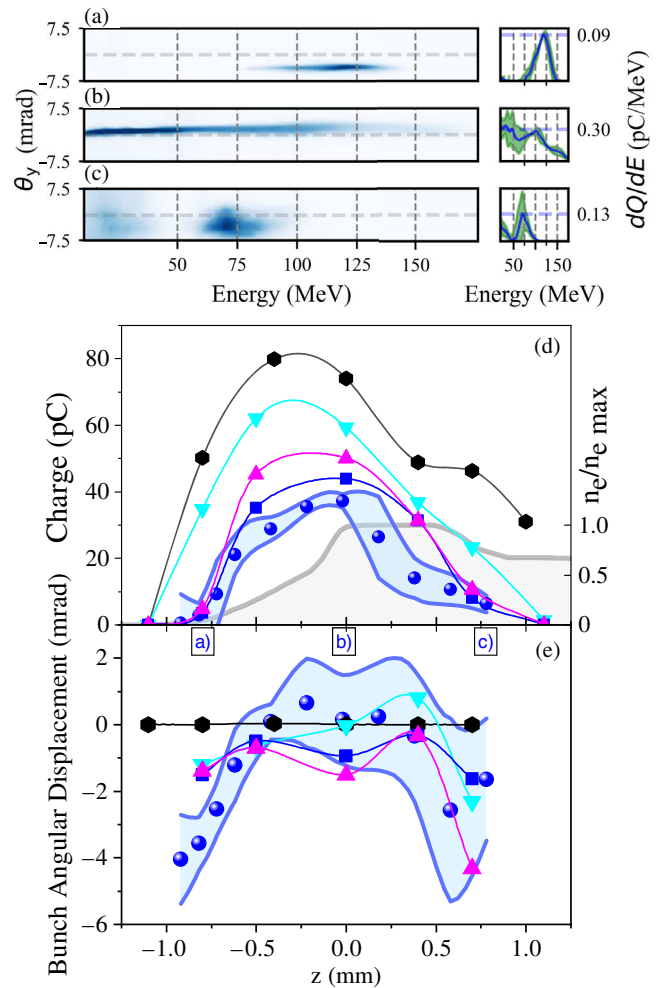 (a)
7.5
−7.5
0.09
(b)
7.5
−7.5
0.30
(c)
7.5
−7.5
0.13
θy (mrad)
dQ/dE (pC/MeV)
50 75 100 125 150
50 150
Energy (MeV)
Energy (MeV)
(d)
80
60
40
20
0
Charge (pC)
1.0
0.5
0
ne/ne max
a) b) c)
(e)
2
0
−2
−4
−6
Bunch Angular Displacement (mrad)
−1.0 −0.5 0.0 0.5 1.0
z (mm)